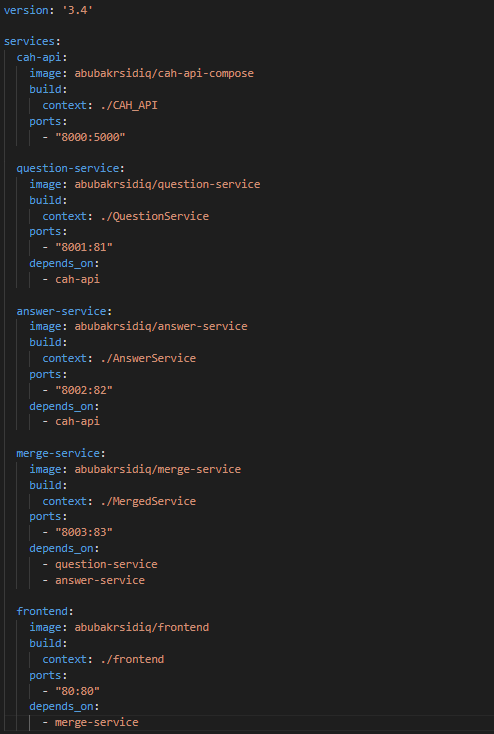 version: '3.4'
services:
cah-api:
image: abubakrsidiq/cah-api-compose
build:
context: ./CAH_API
ports:
- "8000:5000"
question-service:
image: abubakrsidiq/question-service
build:
context: ./QuestionService
ports:
- "8001:81"
depends_on:
- cah-api
answer-service:
image: abubakrsidiq/answer-service
build:
context: ./AnswerService
ports:
- "8002:82"
depends_on:
- cah-api
merge-service:
image: abubakrsidiq/merge-service
build:
context: ./MergedService
ports:
- "8003:83"
depends_on:
- question-service
- answer-service
frontend:
image: abubakrsidiq/frontend
build:
context: ./frontend
ports:
- "80:80"
depends_on:
- merge-service